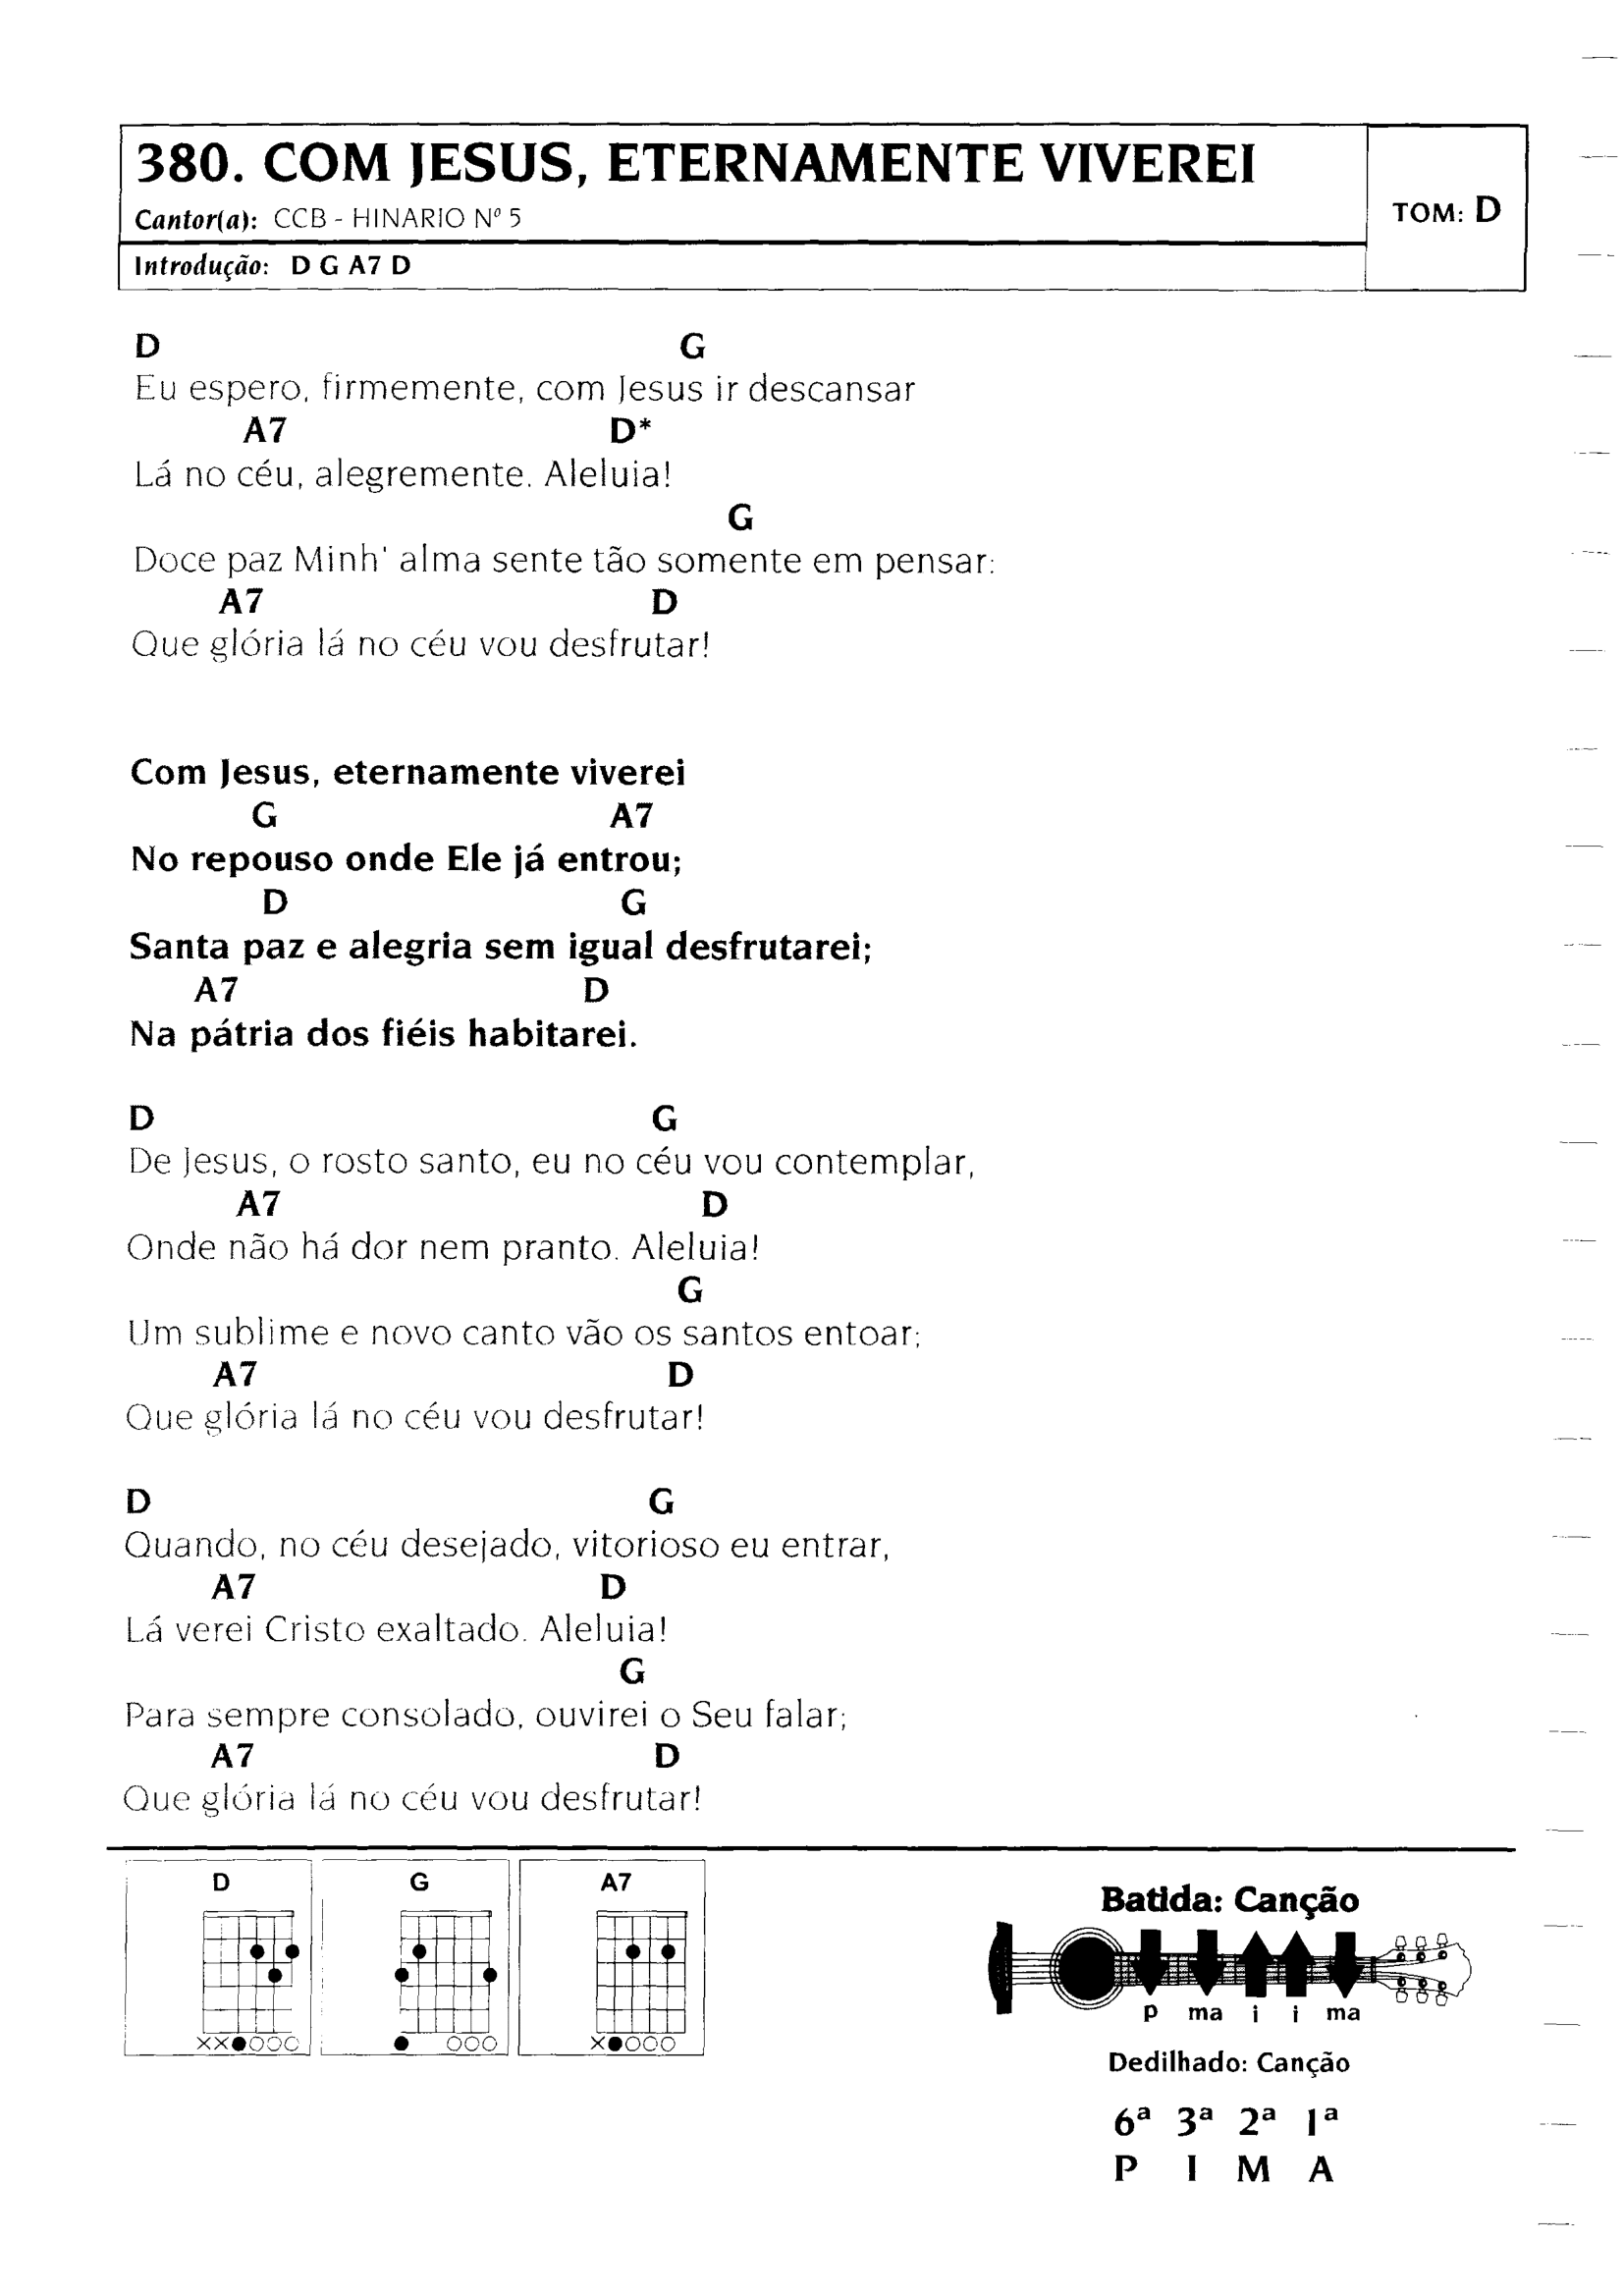 380. COM JESUS, ETERNAMENTE VIVEREI
Cantor(a): CCB - HINARIO Nº 5
TOM: D
Introdução: D G A7 D
D G
Eu espero, firmemente, com Jesus ir descansar
A7 D*
Lá no céu, alegremente. Aleluia!
G
Doce paz Minh' alma sente tão somente em pensar:
A7 D
Que glória lá no céu vou desfrutar!
Com Jesus, eternamente viverei
G A7
No repouso onde Ele já entrou;
D G
Santa paz e alegria sem igual desfrutarei;
A7 D
Na pátria dos fiéis habitarei.
D G
De Jesus, o rosto santo, eu no céu vou contemplar,
A7 D
Onde não há dor nem pranto. Aleluia!
G
Um sublime e novo canto vão os santos entoar;
A7 D
Que glória lá no céu vou desfrutar!
D G
Quando, no céu desejado, vitorioso eu entrar,
A7 D
Lá verei Cristo exaltado. Aleluia!
G
Para sempre consolado, ouvirei o Seu falar;
A7 D
Que glória lá no céu vou desfrutar!
D G A7
Batida: Canção
p ma i i ma
Dedilhado: Canção
6ª 3ª 2ª 1ª
P I M A